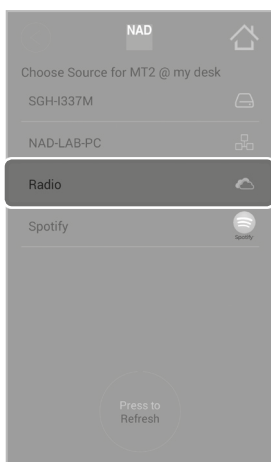 NAD
Choose Source for MT2 @ my desk
SGH-I337M
NAD-LAB-PC
Radio
Spotify
Spotify
Press to
Refresh